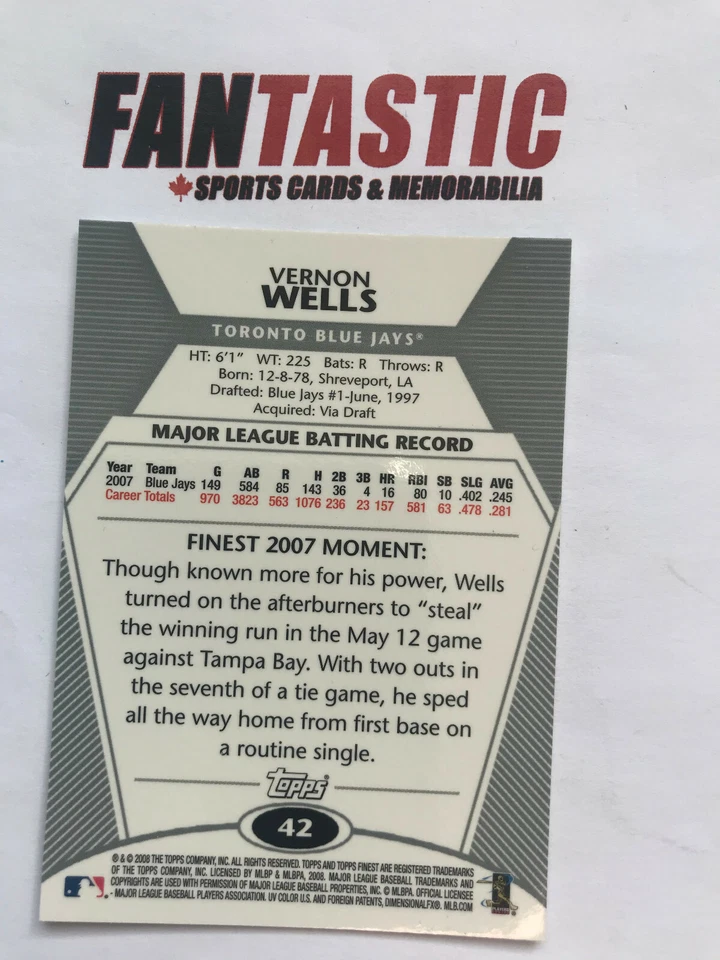 FANTASTIC
SPORTS CARDS & MEMORABILIA
VERNON
WELLS
TORONTO BLUE JAYS®
HT: 6'1" WT: 225 Bats: R Throws: R
Born: 12-8-78, Shreveport, LA
Drafted: Blue Jays #1-June, 1997
Acquired: Via Draft
MAJOR LEAGUE BATTING RECORD
Year Team G AB R H 2B 3B HR RBI SB SLG AVG
2007 Blue Jays 149 584 85 143 36 4 16 80 10 .402 .245
Career Totals 970 3823 563 1076 236 23 157 581 63 .478 .281
FINEST 2007 MOMENT:
Though known more for his power, Wells
turned on the afterburners to “steal”
the winning run in the May 12 game
against Tampa Bay. With two outs in
the seventh of a tie game, he sped
all the way home from first base on
a routine single.
Topps®
42
® & © 2008 THE TOPPS COMPANY, INC. ALL RIGHTS RESERVED. TOPPS AND TOPPS FINEST ARE REGISTERED TRADEMARKS
OF THE TOPPS COMPANY, INC. LICENSED BY MLBP & MLBPA, 2008. MAJOR LEAGUE BASEBALL TRADEMARKS AND
COPYRIGHTS ARE USED WITH PERMISSION OF MAJOR LEAGUE BASEBALL PROPERTIES, INC. © MLBPA. OFFICIAL LICENSEE
- MAJOR LEAGUE BASEBALL PLAYERS ASSOCIATION. UV COLOR U.S. AND FOREIGN PATENTS, DIMENSIONALFX®. MLB.COM